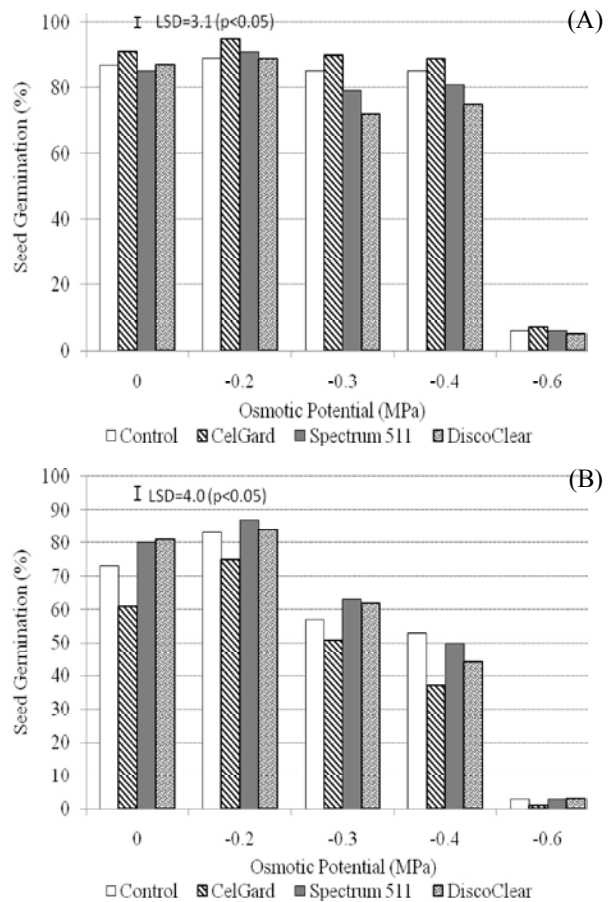 (A)
LSD=3.1 (p<0.05)
100
80
60
40
20
0
Seed Germination (%)
0 -0.2 -0.3 -0.4 -0.6
Osmotic Potential (MPa)
Control CelGard Spectrum 511 DiscoClear
(B)
LSD=4.0 (p<0.05)
100
90
80
70
60
50
40
30
20
10
0
Seed Germination (%)
0 -0.2 -0.3 -0.4 -0.6
Osmotic Potential (MPa)
Control CelGard Spectrum 511 DiscoClear